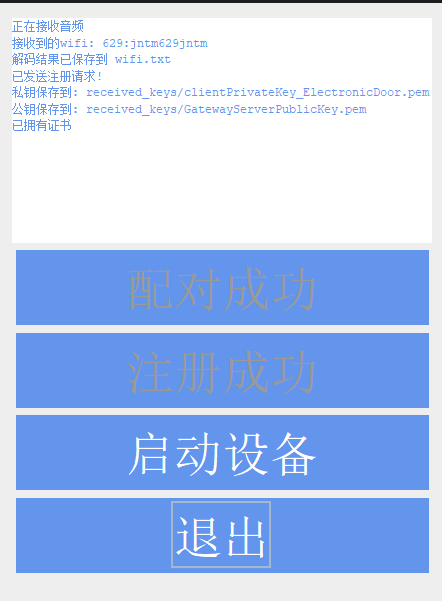 正在接收音频
接收到的wifi: 629:jntm629jntm
解码结果已保存到 wifi.txt
已发送注册请求!
私钥保存到: received_keys/clientPrivateKey_ElectronicDoor.pem
公钥保存到: received_keys/GatewayServerPublicKey.pem
已拥有证书
配对成功
注册成功
启动设备
退出